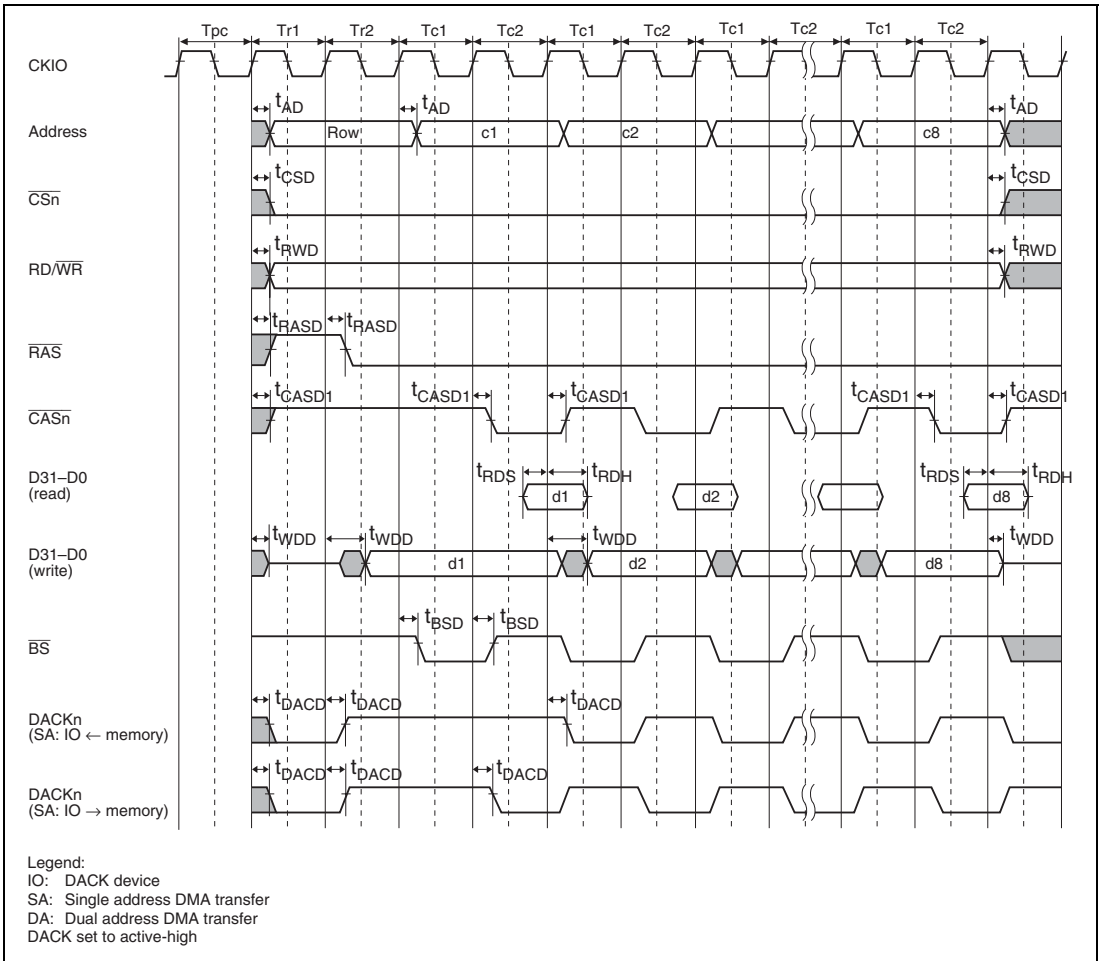 Tpc Tr1 Tr2 Tc1 Tc2 Tc1 Tc2 Tc1 Tc2 Tc1 Tc2
CKIO
tAD tAD tAD
Address Row c1 c2 c8
tCSD tCSD
CSn
tRWD tRWD
RD/WR
tRASD tRASD
RAS
tCASD1 tCASD1 tCASD1 tCASD1 tCASD1
CASn
D31–D0
(read)
tRDS tRDH tRDS tRDH
d1 d2 d8
D31–D0
(write)
tWDD tWDD tWDD tWDD
d1 d2 d8
tBSD tBSD
BS
tDACD tDACD tDACD
DACKn
(SA: IO ← memory)
tDACD tDACD tDACD
DACKn
(SA: IO → memory)
Legend:
IO: DACK device
SA: Single address DMA transfer
DA: Dual address DMA transfer
DACK set to active-high